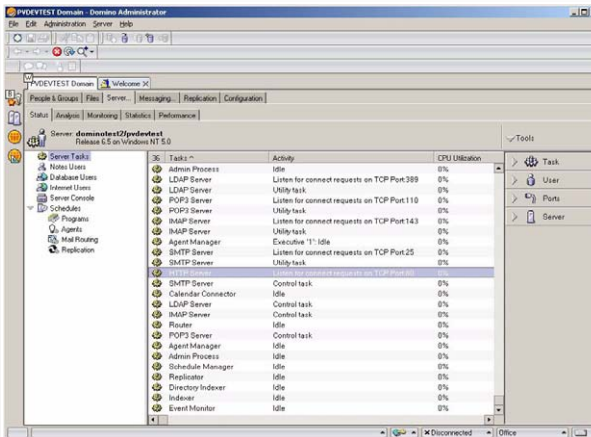 PVDEVTEST Domain - Domino Administrator
File Edit Administration Server Help
PVDEVTEST Domain Welcome
People & Groups Files Server... Messaging... Replication Configuration
Status Analysis Monitoring Statistics Performance
Server: dominotest2/pvdevtest
Release 6.5 on Windows NT 5.0
Tools
Server Tasks
Notes Users
Database Users
Internet Users
Server Console
Schedules
Programs
Agents
Mail Routing
Replication
36 Tasks Activity CPU Utilization
Admin Process Idle 0%
LDAP Server Listen for connect requests on TCP Port:389 0%
LDAP Server Utility task 0%
POP3 Server Listen for connect requests on TCP Port:110 0%
POP3 Server Utility task 0%
IMAP Server Listen for connect requests on TCP Port:143 0%
IMAP Server Utility task 0%
Agent Manager Executive '1': Idle 0%
SMTP Server Listen for connect requests on TCP Port:25 0%
SMTP Server Utility task 0%
HTTP Server Listen for connect requests on TCP Port:80 0%
SMTP Server Control task 0%
Calendar Connector Idle 0%
LDAP Server Control task 0%
IMAP Server Control task 0%
Router Idle 0%
POP3 Server Control task 0%
Agent Manager Idle 0%
Admin Process Idle 0%
Schedule Manager Idle 0%
Replicator Idle 0%
Directory Indexer Idle 0%
Indexer Idle 0%
Event Monitor Idle 0%
Task
User
Ports
Server
Disconnected Office